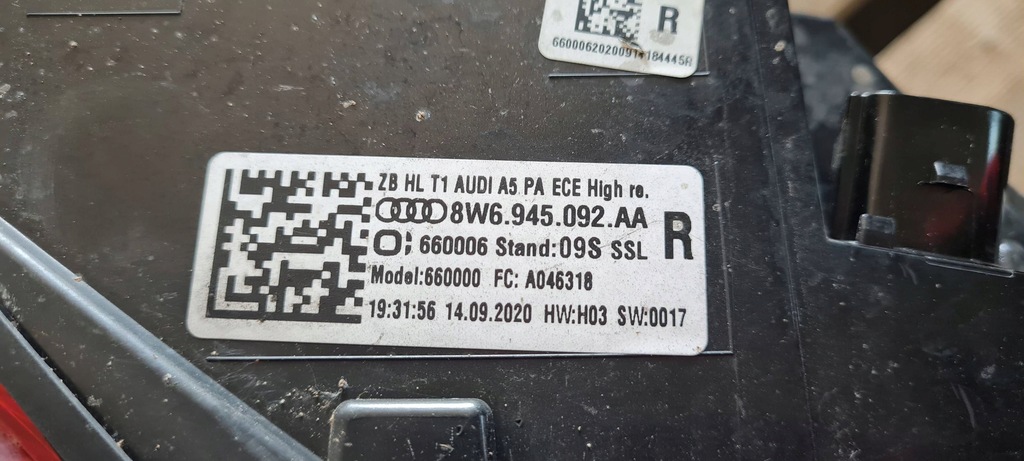 R
66000620200914184445R
ZB HL T1 AUDI A5 PA ECE High re.
8W6.945.092.AA R
660006 Stand:09S SSL
Model:660000 FC: A046318
19:31:56 14.09.2020 HW:H03 SW:0017